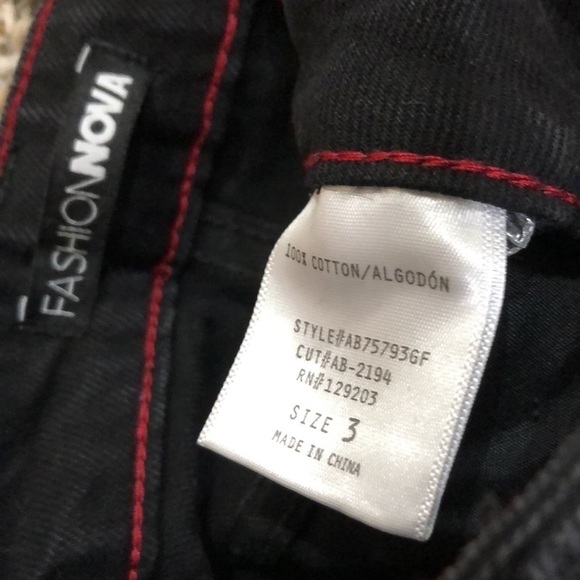 FASHIONNOVA
100% COTTON/ALGODÓN
STYLE#AB75793GF
CUT#AB-2194
RN#129203
SIZE 3
MADE IN CHINA